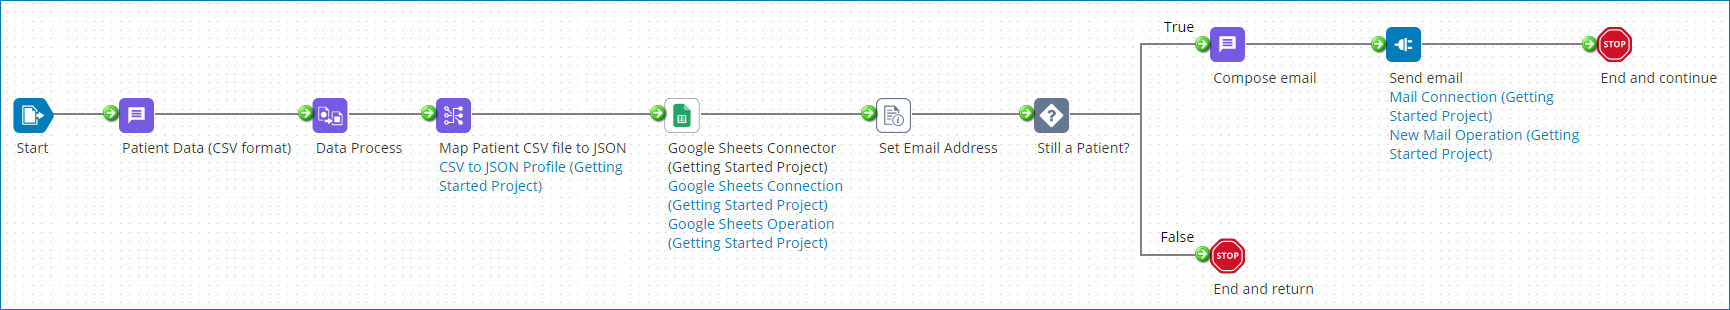 Start
Patient Data (CSV format)
Data Process
Map Patient CSV file to JSON
CSV to JSON Profile (Getting
Started Project)
Google Sheets Connector
(Getting Started Project)
Google Sheets Connection
(Getting Started Project)
Google Sheets Operation
(Getting Started Project)
Set Email Address
Still a Patient?
True
Compose email
Send email
Mail Connection (Getting
Started Project)
New Mail Operation (Getting
Started Project)
STOP
End and continue
False
STOP
End and return